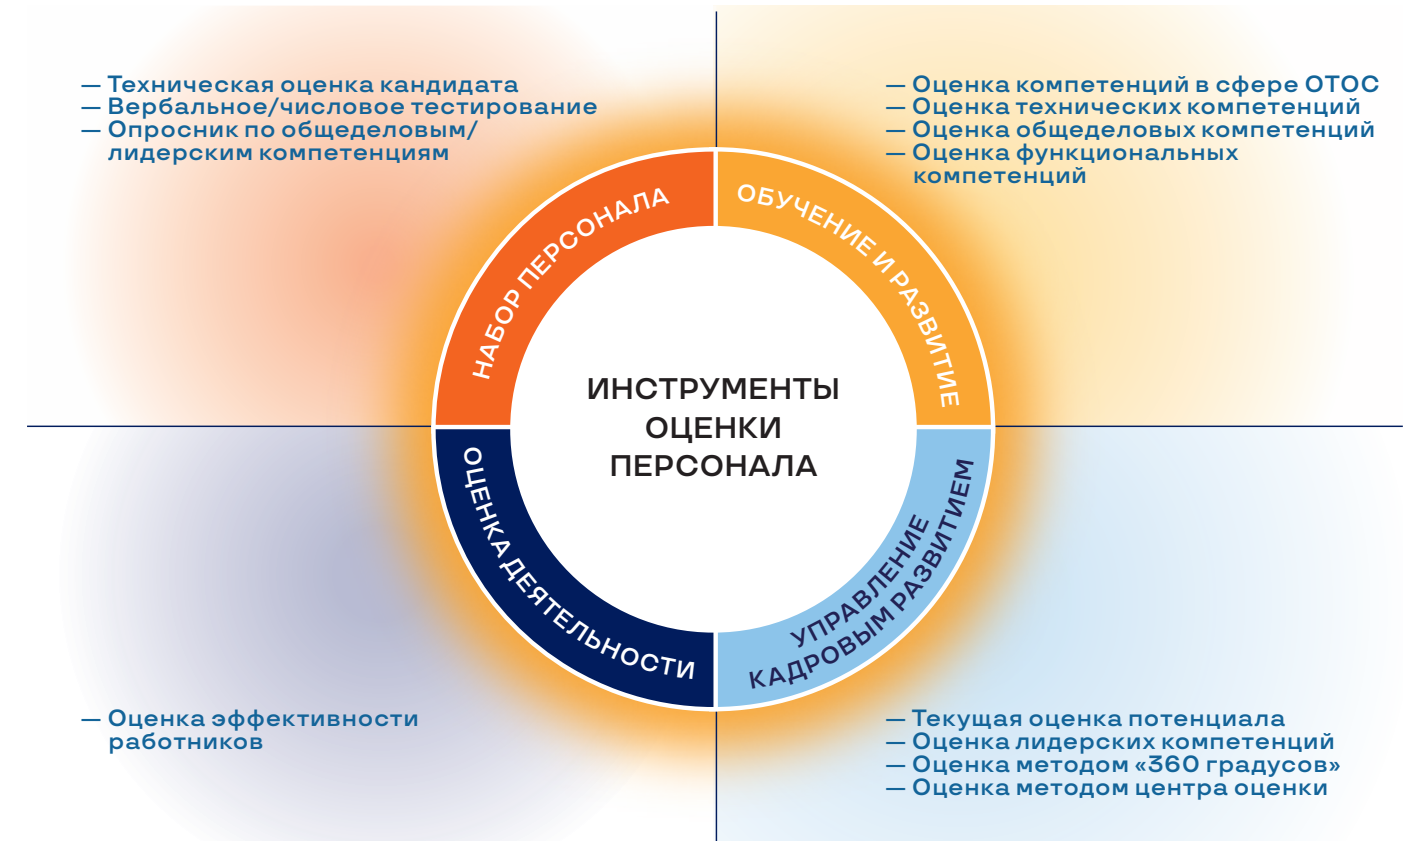 — Техническая оценка кандидата
— Вербальное/числовое тестирование
— Опросник по общеделовым/
лидерским компетенциям
— Оценка компетенций в сфере ОТОС
— Оценка технических компетенций
— Оценка общеделовых компетенций
— Оценка функциональных
компетенций
НАБОР ПЕРСОНАЛА
ОБУЧЕНИЕ И РАЗВИТИЕ
ИНСТРУМЕНТЫ
ОЦЕНКИ
ПЕРСОНАЛА
ОЦЕНКА ДЕЯТЕЛЬНОСТИ
УПРАВЛЕНИЕ
КАДРОВЫМ РАЗВИТИЕМ
— Оценка эффективности
работников
— Текущая оценка потенциала
— Оценка лидерских компетенций
— Оценка методом «360 градусов»
— Оценка методом центра оценки